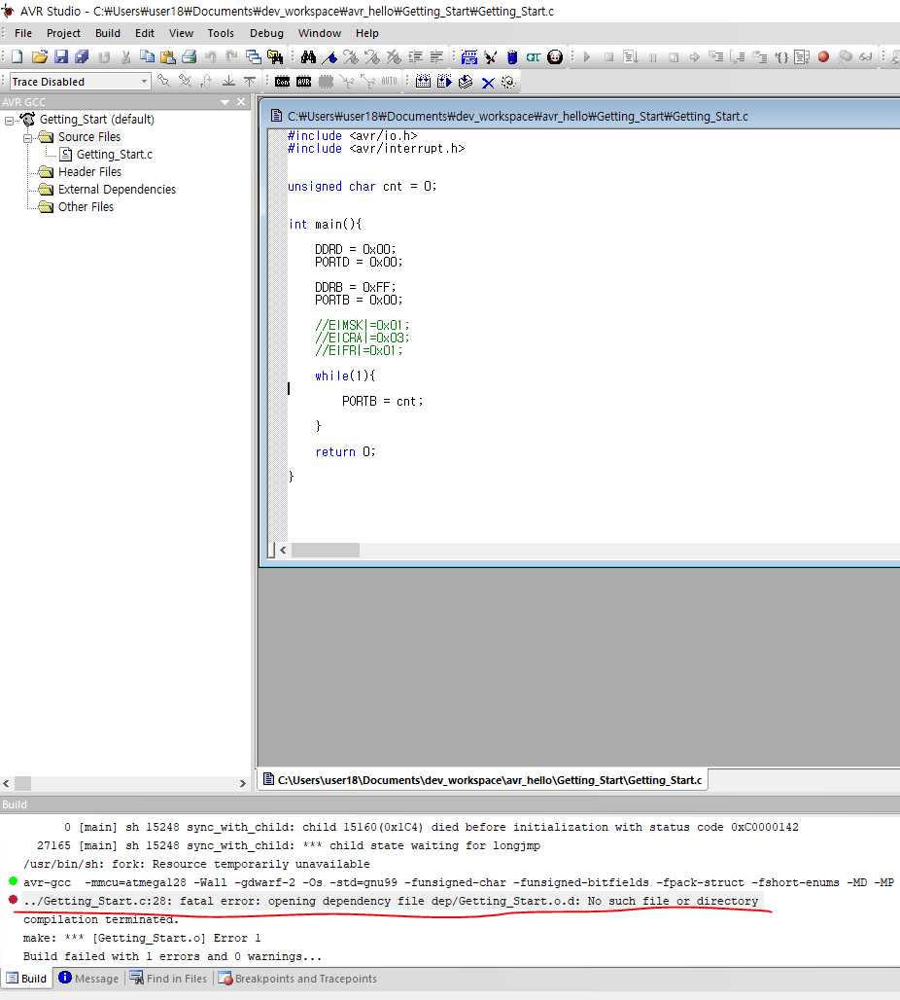 AVR Studio - C:₩Users₩user18₩Documents₩dev_workspace₩avr_hello₩Getting_Start₩Getting_Start.c
File Project Build Edit View Tools Debug Window Help
Trace Disabled
Con AVR AUTO
AVR GCC
Getting_Start (default)
Source Files
Getting_Start.c
Header Files
External Dependencies
Other Files
C:₩Users₩user18₩Documents₩dev_workspace₩avr_hello₩Getting_Start₩Getting_Start.c
#include <avr/io.h>
#include <avr/interrupt.h>
unsigned char cnt = 0;
int main(){
DDRD = 0x00;
PORTD = 0x00;
DDRB = 0xFF;
PORTB = 0x00;
//EIMSK|=0x01;
//EICRA|=0x03;
//EIFR|=0x01;
while(1){
PORTB = cnt;
}
return 0;
}
C:\Users\user18\Documents\dev_workspace\avr_hello\Getting_Start\Getting_Start.c
Build
0 [main] sh 15248 sync_with_child: child 15160(0x1C4) died before initialization with status code 0xC0000142
27165 [main] sh 15248 sync_with_child: *** child state waiting for longjmp
/usr/bin/sh: fork: Resource temporarily unavailable
avr-gcc -mmcu=atmega128 -Wall -gdwarf-2 -Os -std=gnu99 -funsigned-char -funsigned-bitfields -fpack-struct -fshort-enums -MD -MP
../Getting_Start.c:28: fatal error: opening dependency file dep/Getting_Start.o.d: No such file or directory
compilation terminated.
make: *** [Getting_Start.o] Error 1
Build failed with 1 errors and 0 warnings...
Build Message Find in Files Breakpoints and Tracepoints